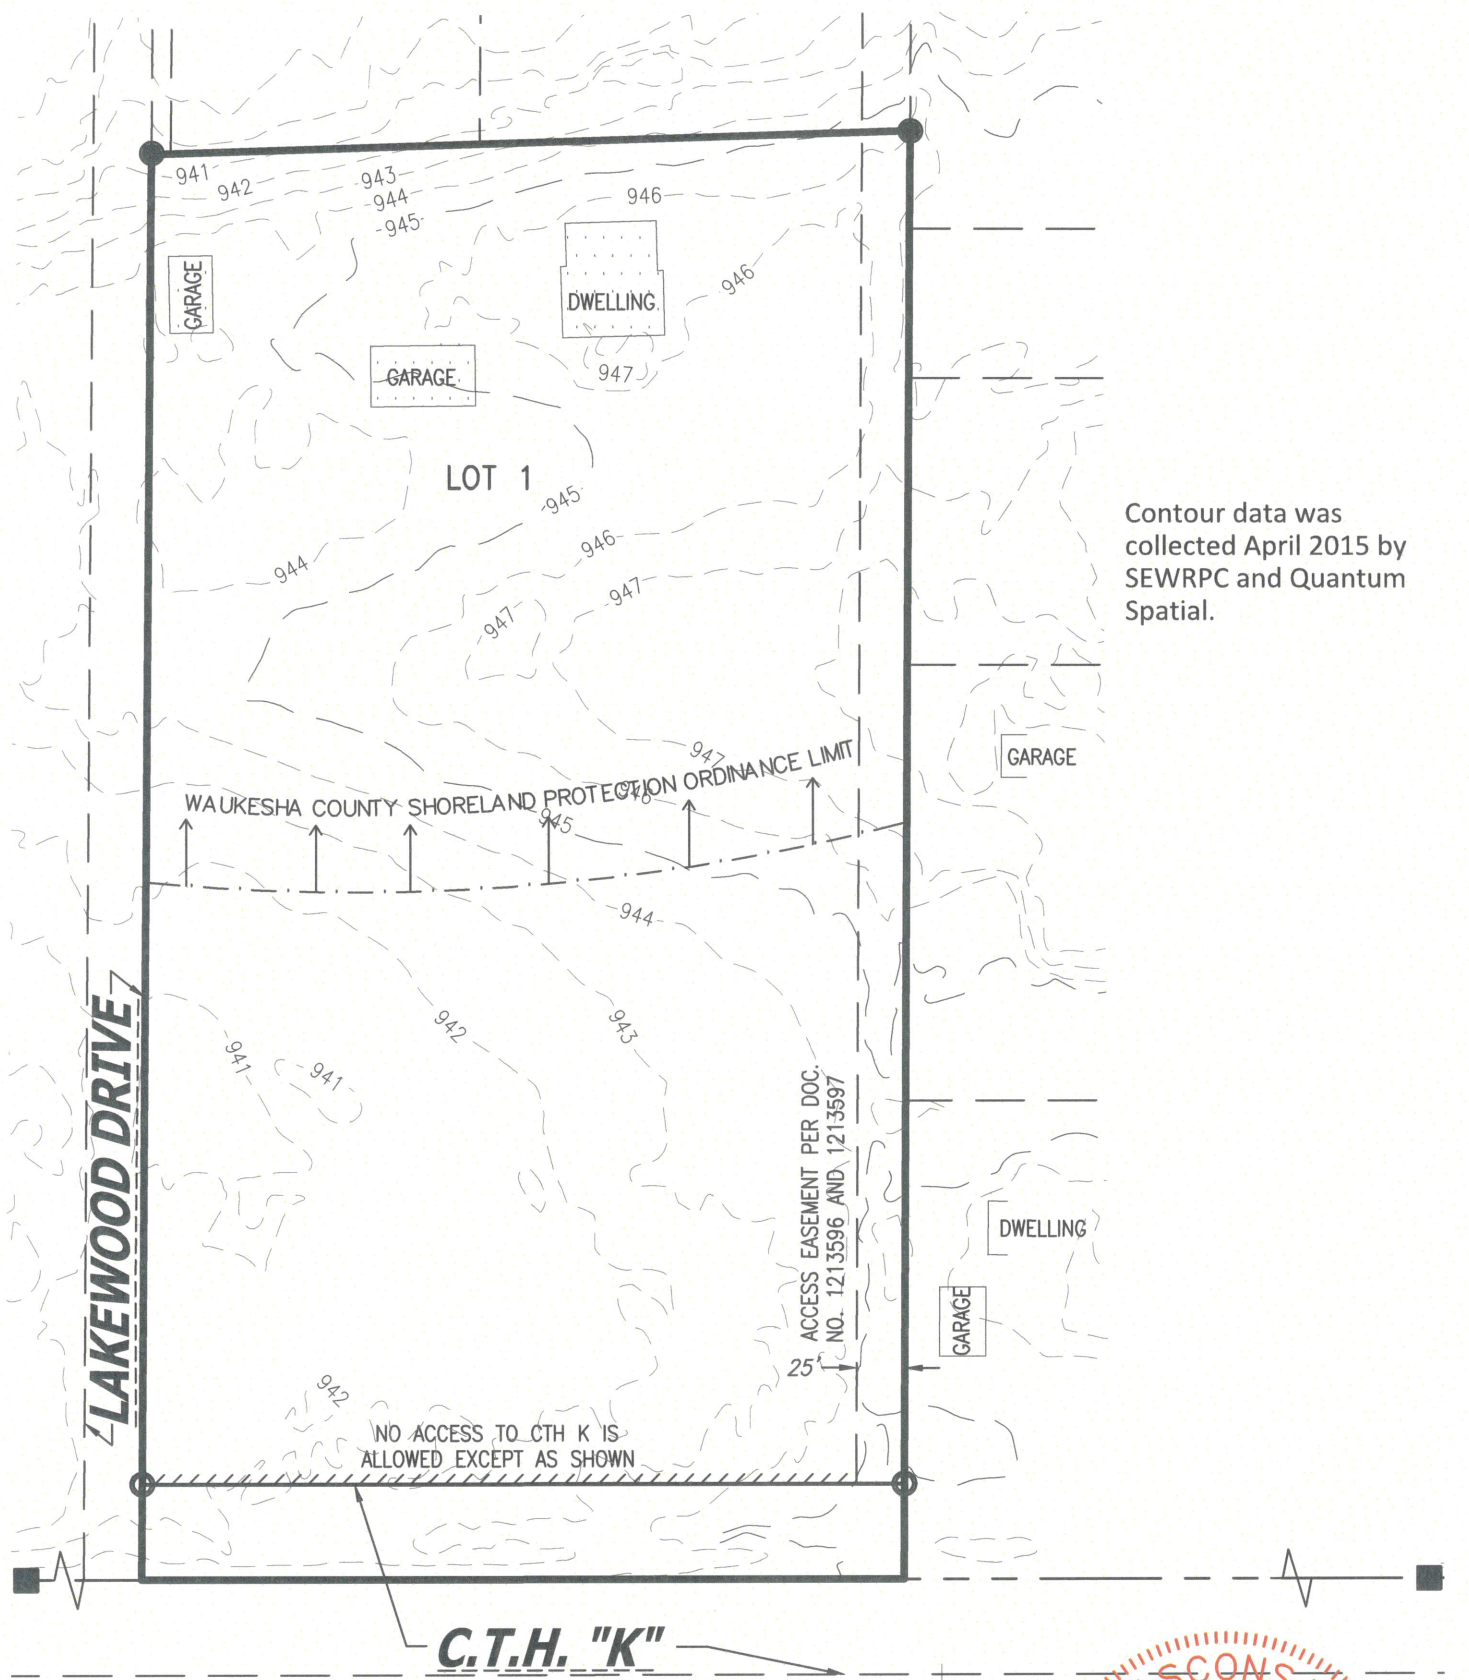 941
942
943
944
945
946
GARAGE
DWELLING
946
947
GARAGE
LOT 1
945
946
944
947
947
Contour data was
collected April 2015 by
SEWRPC and Quantum
Spatial.
947
GARAGE
WAUKESHA COUNTY SHORELAND PROTECTION ORDINANCE LIMIT
946
945
944
942
943
941
941
LAKEWOOD DRIVE
ACCESS EASEMENT PER DOC.
NO. 1213596 AND 1213597
DWELLING
GARAGE
25'
942
NO ACCESS TO CTH K IS
ALLOWED EXCEPT AS SHOWN
C.T.H. "K"
SCONS